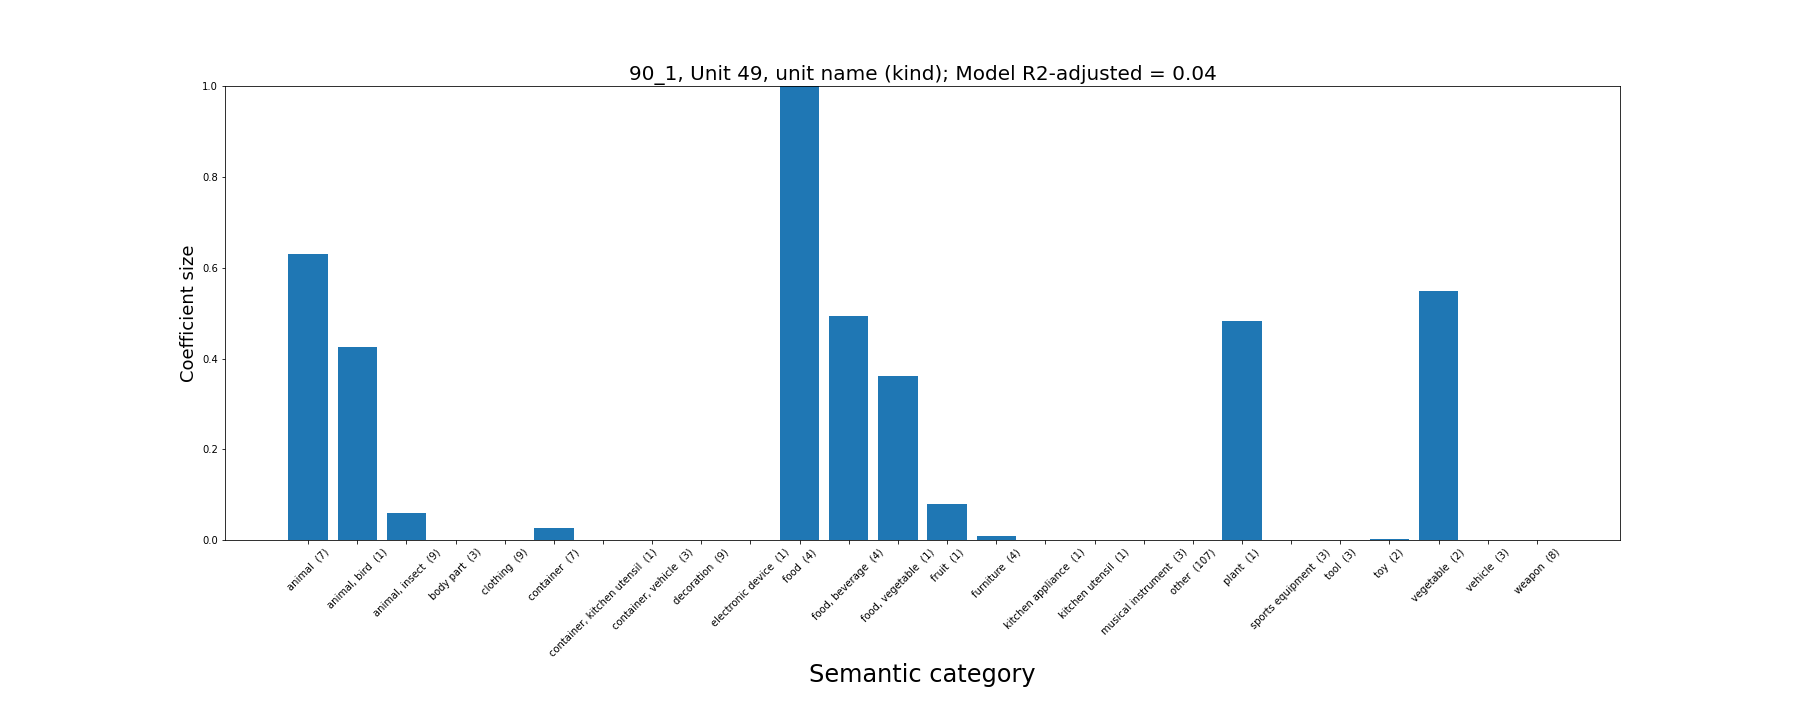 90_1, Unit 49, unit name (kind); Model R2-adjusted = 0.04
Coefficient size
1.0
0.8
0.6
0.4
0.2
0.0
animal (7)
animal, bird (1)
animal, insect (9)
body part (3)
clothing (9)
container (7)
container, kitchen utensil (1)
container, vehicle (3)
decoration (9)
electronic device (1)
food (4)
food, beverage (4)
food, vegetable (1)
fruit (1)
furniture (4)
kitchen appliance (1)
kitchen utensil (1)
musical instrument (3)
other (107)
plant (1)
sports equipment (3)
tool (3)
toy (2)
vegetable (2)
vehicle (3)
weapon (8)
Semantic category